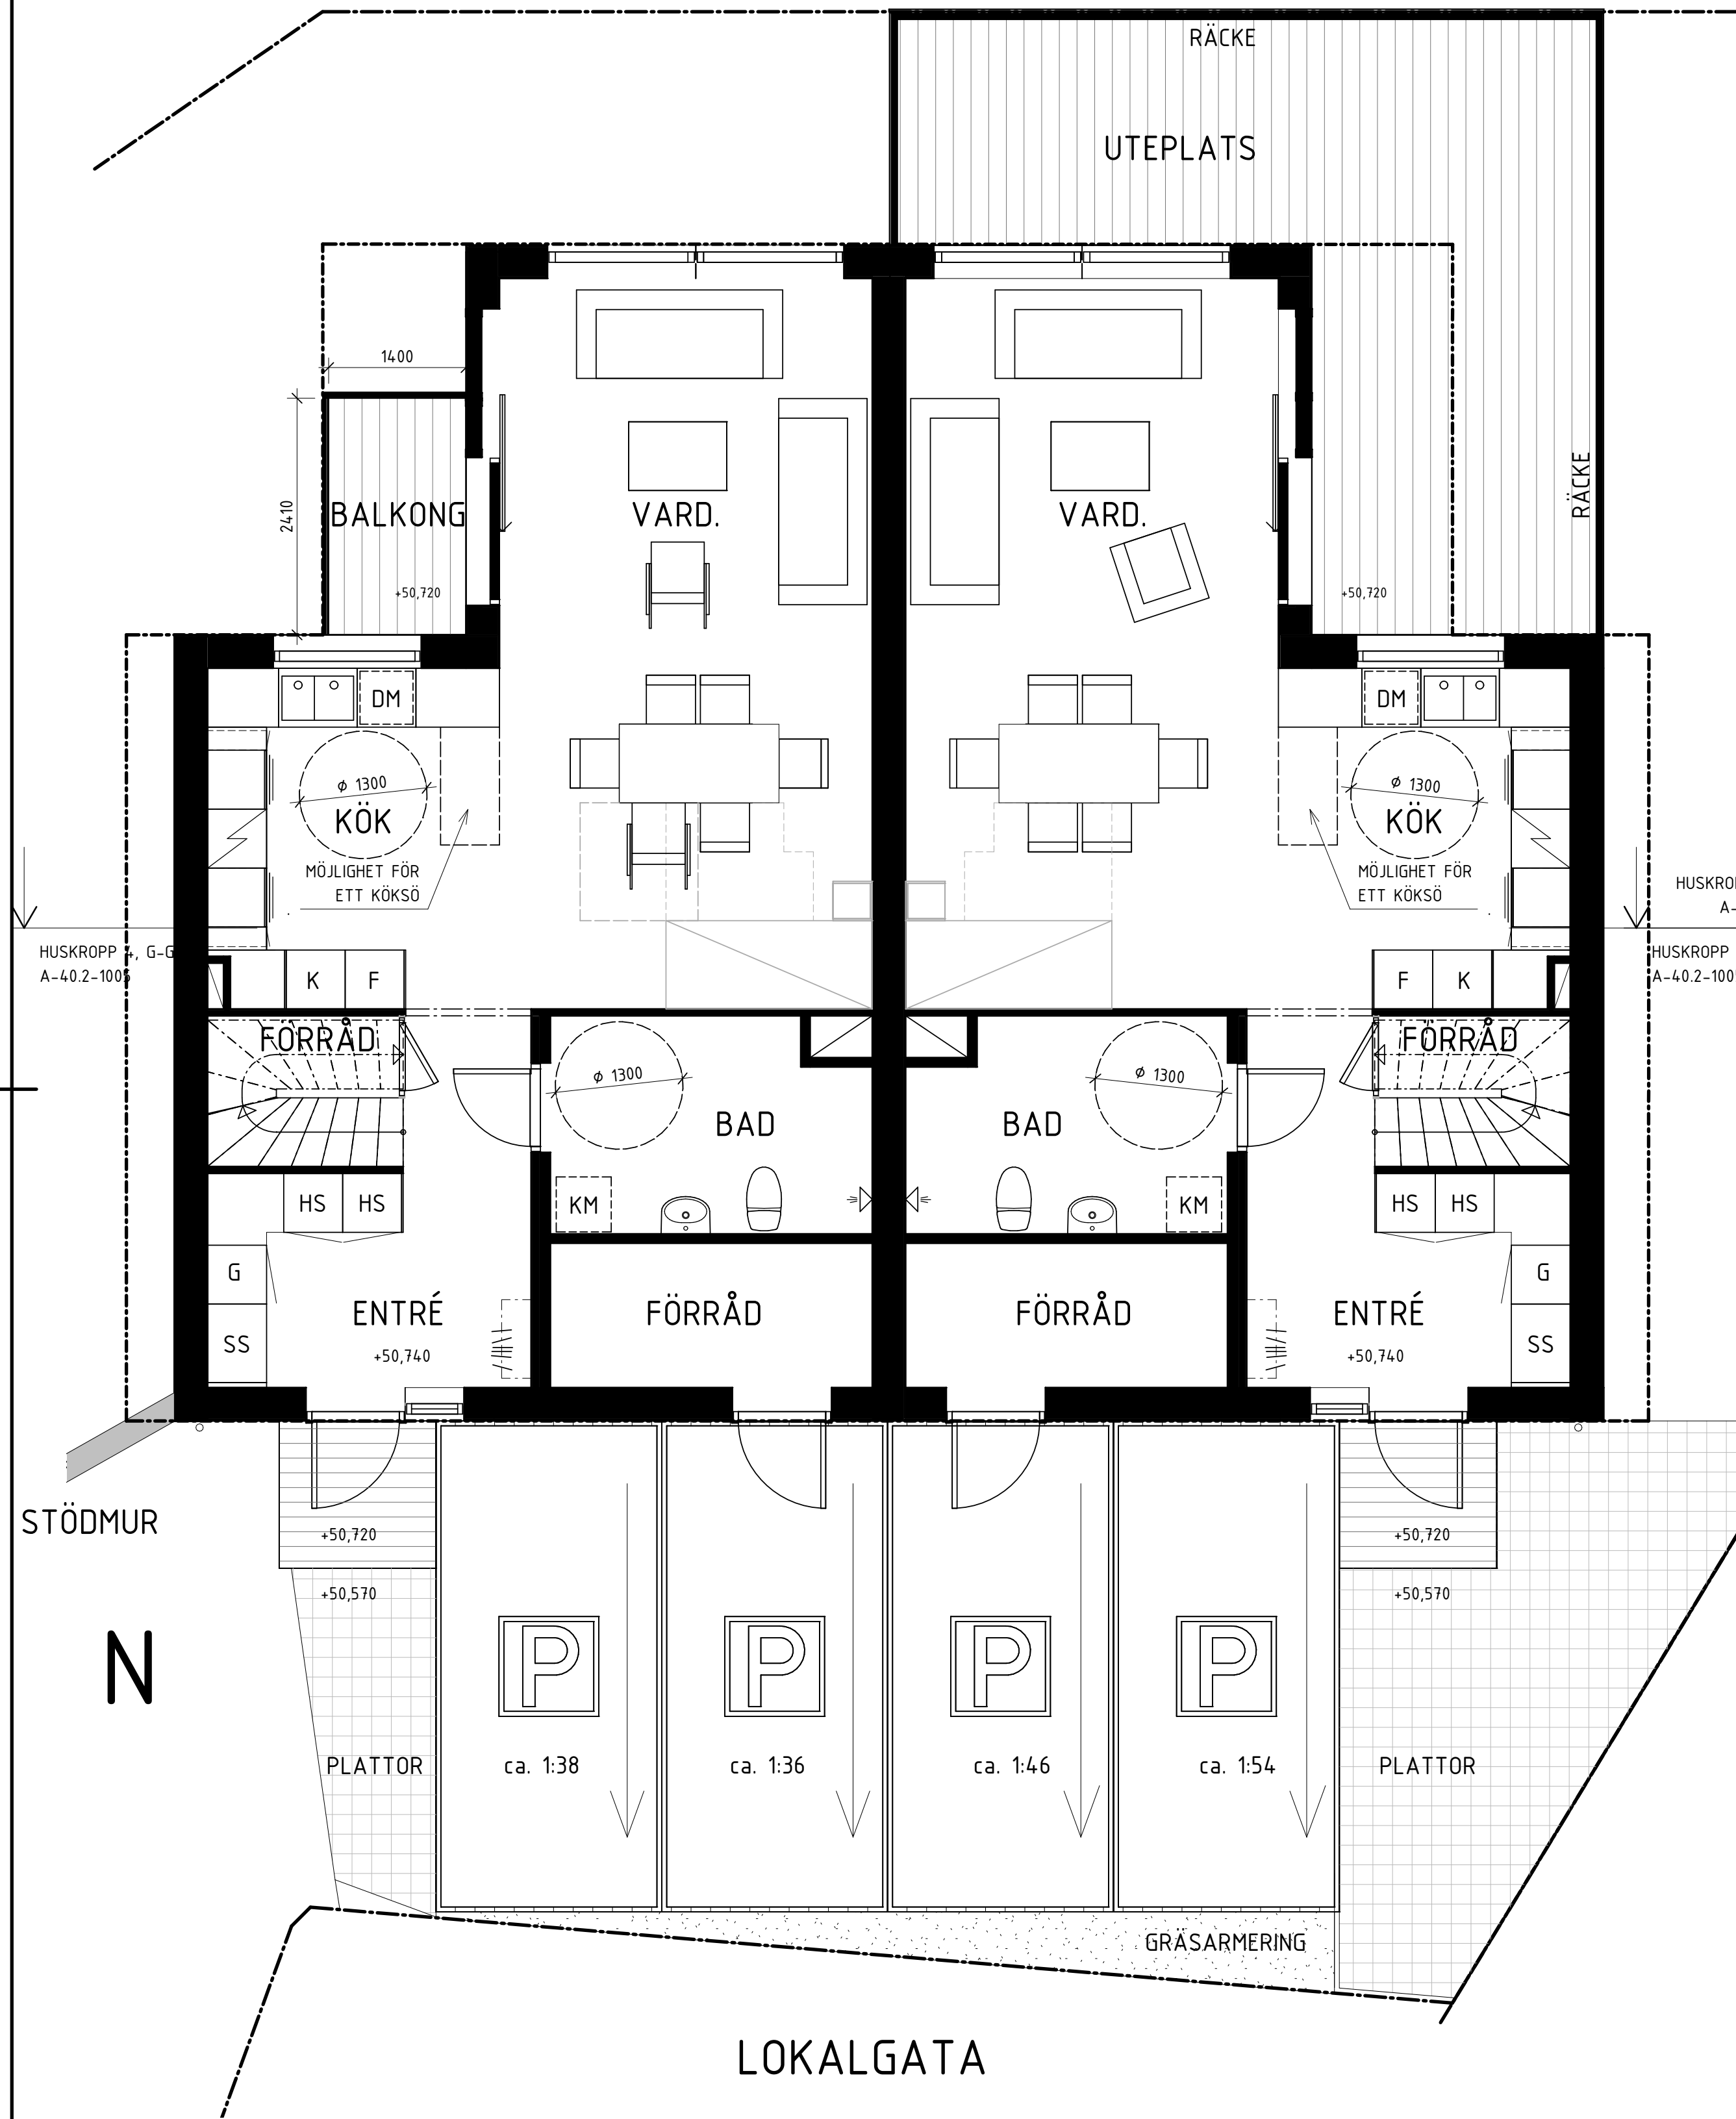 RÄCKE
UTEPLATS
1400
RÄCKE
2410
BALKONG
VARD.
VARD.
+50,720
+50,720
DM
DM
ø 1300
ø 1300
KÖK
KÖK
MÖJLIGHET FÖR
ETT KÖKSÖ
MÖJLIGHET FÖR
ETT KÖKSÖ
A-
HUSKROPP 4, G-G
HUSKROPP
K
F
F
K
FÖRRÅD
FÖRRÅD
ø 1300
ø 1300
BAD
BAD
HS
HS
KM
KM
HS
HS
G
G
ENTRÉ
FÖRRÅD
FÖRRÅD
ENTRÉ
SS
SS
+50,740
+50,740
STÖDMUR
+50,720
+50,720
+50,570
+50,570
N
P
P
P
P
PLATTOR
ca. 1:38
ca. 1:36
ca. 1:46
ca. 1:54
PLATTOR
GRÄSARMERING
LOKALGATA